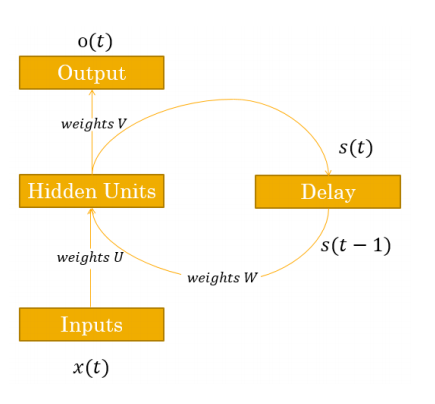 o(t)
Output
weights V
s(t)
Hidden Units
Delay
s(t − 1)
weights U
weights W
Inputs
x(t)